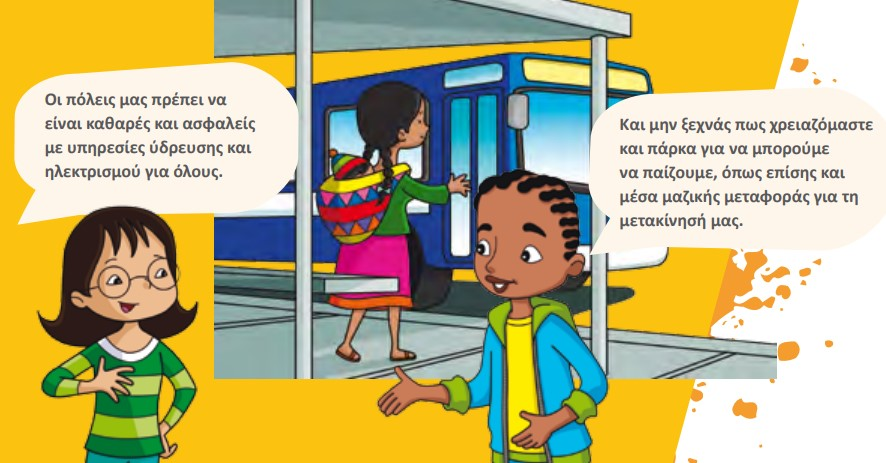 Οι πόλεις μας πρέπει να
είναι καθαρές και ασφαλείς
με υπηρεσίες ύδρευσης και
ηλεκτρισμού για όλους.
Και μην ξεχνάς πως χρειαζόμαστε
και πάρκα για να μπορούμε
να παίζουμε, όπως επίσης και
μέσα μαζικής μεταφοράς για τη
μετακίνησή μας.